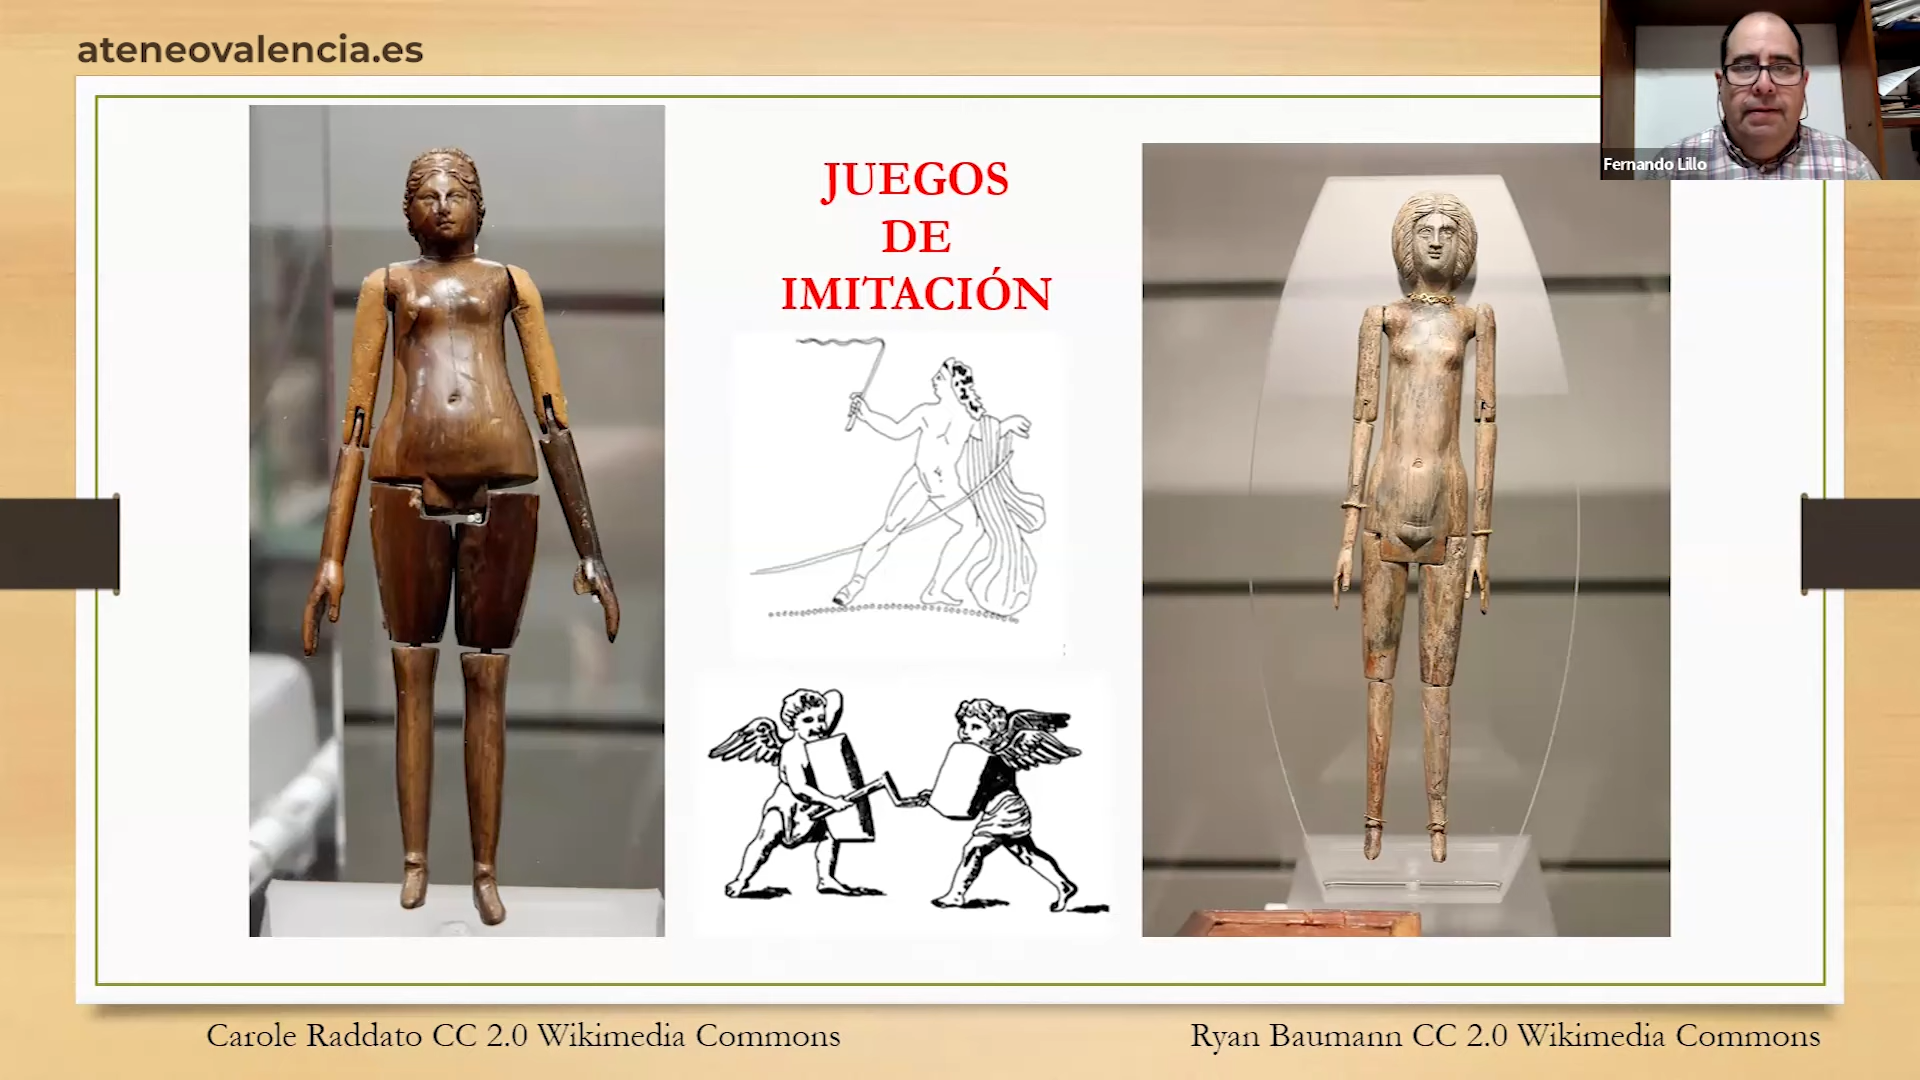 ateneovalencia.es
Fernando Lillo
JUEGOS
DE
IMITACIÓN
Carole Raddato CC 2.0 Wikimedia Commons
Ryan Baumann CC 2.0 Wikimedia Commons